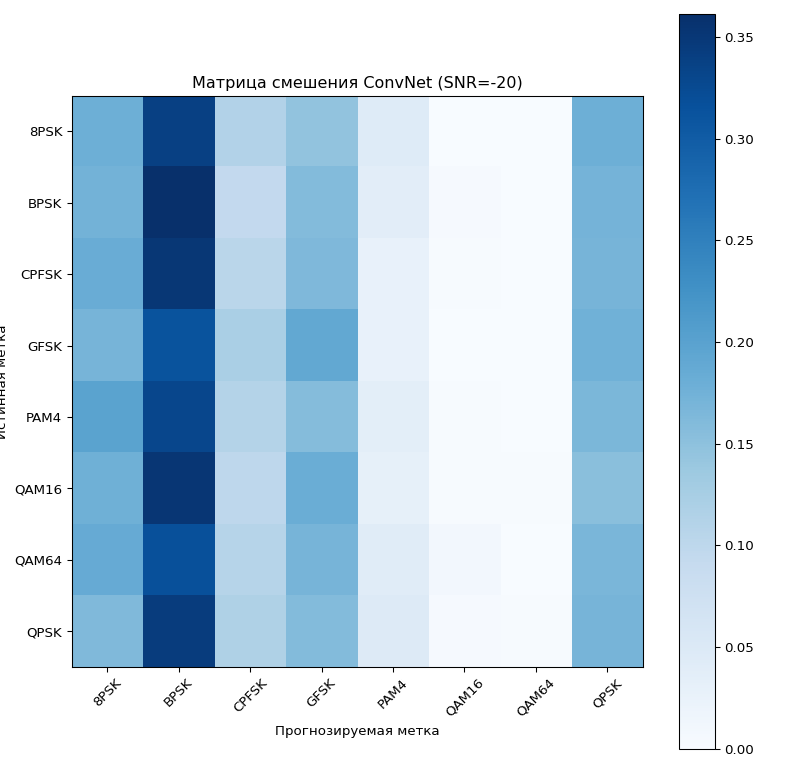 Матрица смешения ConvNet (SNR=-20)
8PSK
BPSK
CPFSK
GFSK
PAM4
QAM16
QAM64
QPSK
Истинная метка
8PSK
BPSK
CPFSK
GFSK
PAM4
QAM16
QAM64
QPSK
Прогнозируемая метка
0.35
0.30
0.25
0.20
0.15
0.10
0.05
0.00